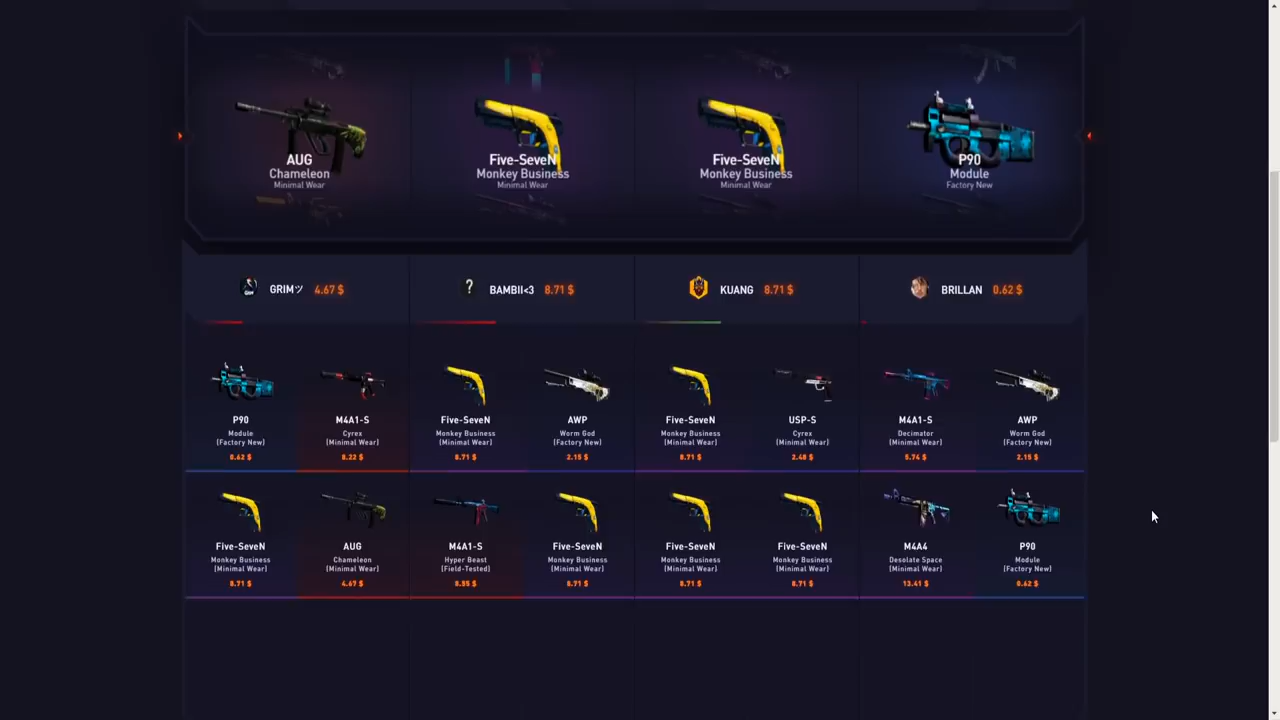 AUG
Chameleon
Minimal Wear
Five-SeveN
Monkey Business
Minimal Wear
Five-SeveN
Monkey Business
Minimal Wear
P90
Module
Factory New
GRIMツ 4.67 $
? BAMBII<3 8.71 $
KUANG 8.71 $
BRILLAN 0.62 $
P90
Module
(Factory New)
0.62 $
M4A1-S
Cyrex
(Minimal Wear)
8.22 $
Five-SeveN
Monkey Business
(Minimal Wear)
8.71 $
AWP
Worm God
(Factory New)
2.15 $
Five-SeveN
Monkey Business
(Minimal Wear)
8.71 $
USP-S
Cyrex
(Minimal Wear)
2.48 $
M4A1-S
Decimator
(Minimal Wear)
5.74 $
AWP
Worm God
(Factory New)
2.15 $
Five-SeveN
Monkey Business
(Minimal Wear)
8.71 $
AUG
Chameleon
(Minimal Wear)
4.67 $
M4A1-S
Hyper Beast
(Field-Tested)
8.55 $
Five-SeveN
Monkey Business
(Minimal Wear)
8.71 $
Five-SeveN
Monkey Business
(Minimal Wear)
8.71 $
Five-SeveN
Monkey Business
(Minimal Wear)
8.71 $
M4A4
Desolate Space
(Minimal Wear)
13.41 $
P90
Module
(Factory New)
0.62 $